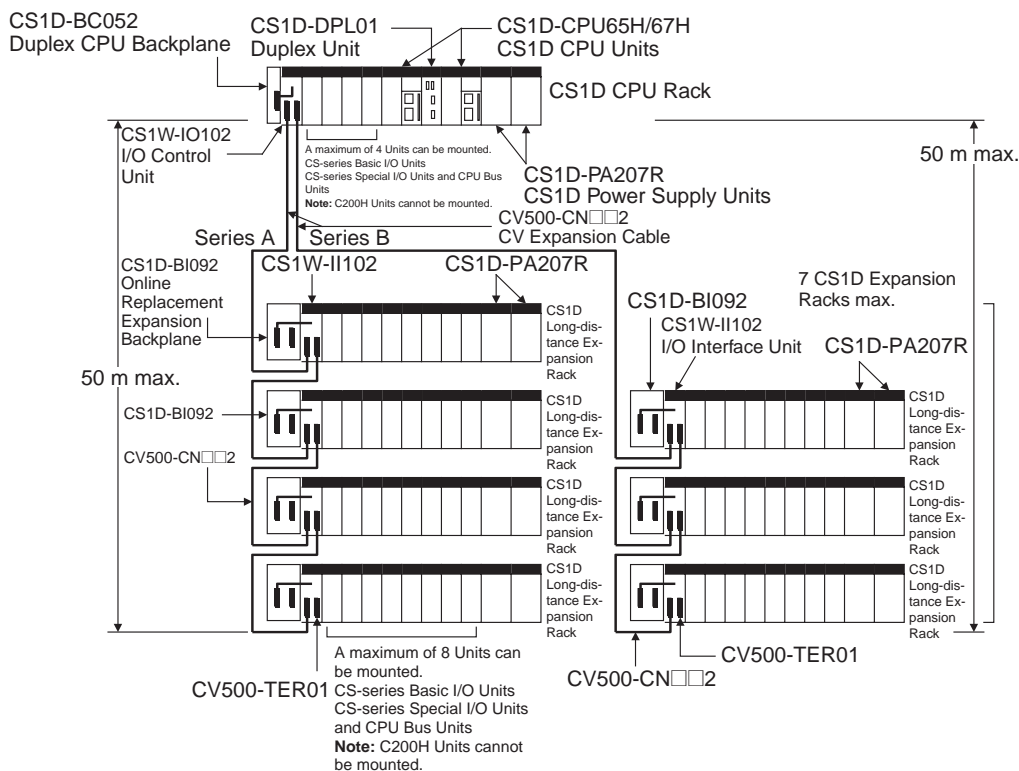 CS1D-BC052
Duplex CPU Backplane
CS1D-DPL01
Duplex Unit
CS1D-CPU65H/67H
CS1D CPU Units
CS1D CPU Rack
CS1W-IO102
I/O Control
Unit
A maximum of 4 Units can be mounted.
CS-series Basic I/O Units
CS-series Special I/O Units and CPU Bus
Units
Note: C200H Units cannot be mounted.
CS1D-PA207R
CS1D Power Supply Units
50 m max.
CV500-CN□□2
CV Expansion Cable
Series A
Series B
CS1D-BI092
Online
Replacement
Expansion
Backplane
CS1W-II102
CS1D-PA207R
CS1D
Long-dis-
tance Ex-
pansion
Rack
CS1D-BI092
CS1W-II102
I/O Interface Unit
7 CS1D Expansion
Racks max.
CS1D-PA207R
50 m max.
CS1D-BI092
CS1D
Long-dis-
tance Ex-
pansion
Rack
CS1D
Long-dis-
tance Ex-
pansion
Rack
CV500-CN□□2
CS1D
Long-dis-
tance Ex-
pansion
Rack
CS1D
Long-dis-
tance Ex-
pansion
Rack
CS1D
Long-dis-
tance Ex-
pansion
Rack
CS1D
Long-dis-
tance Ex-
pansion
Rack
CV500-TER01
A maximum of 8 Units can
be mounted.
CS-series Basic I/O Units
CS-series Special I/O Units
and CPU Bus Units
Note: C200H Units cannot
be mounted.
CV500-TER01
CV500-CN□□2